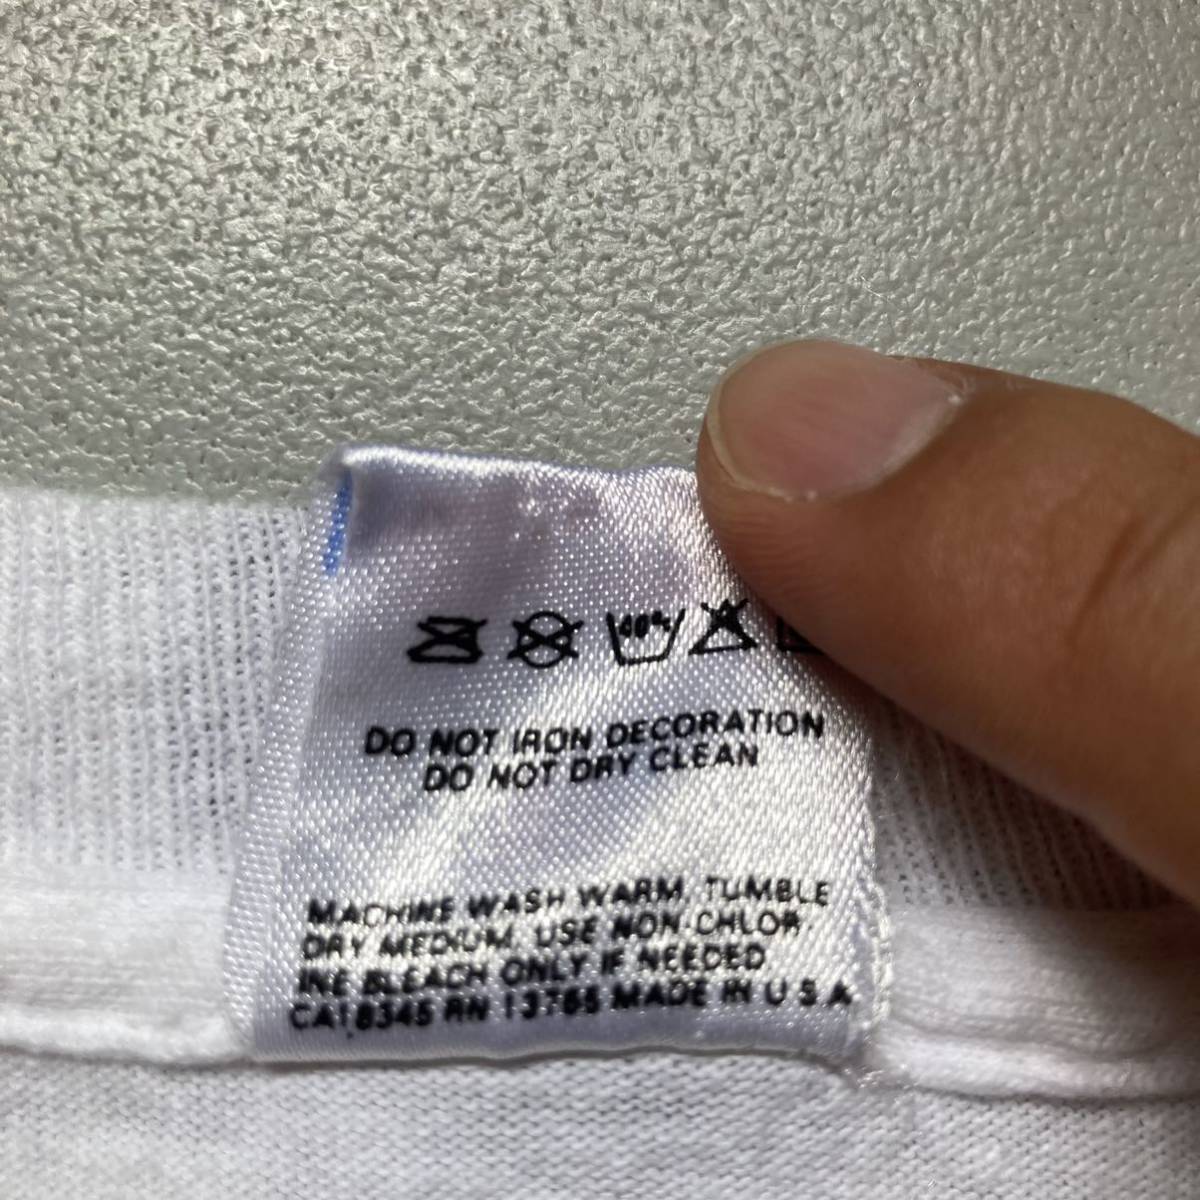 40°c
DO NOT IRON DECORATION
DO NOT DRY CLEAN
MACHINE WASH WARM, TUMBLE
DRY MEDIUM. USE NON-CHLOR-
INE BLEACH ONLY IF NEEDED
RN 13765 MADE IN U S A